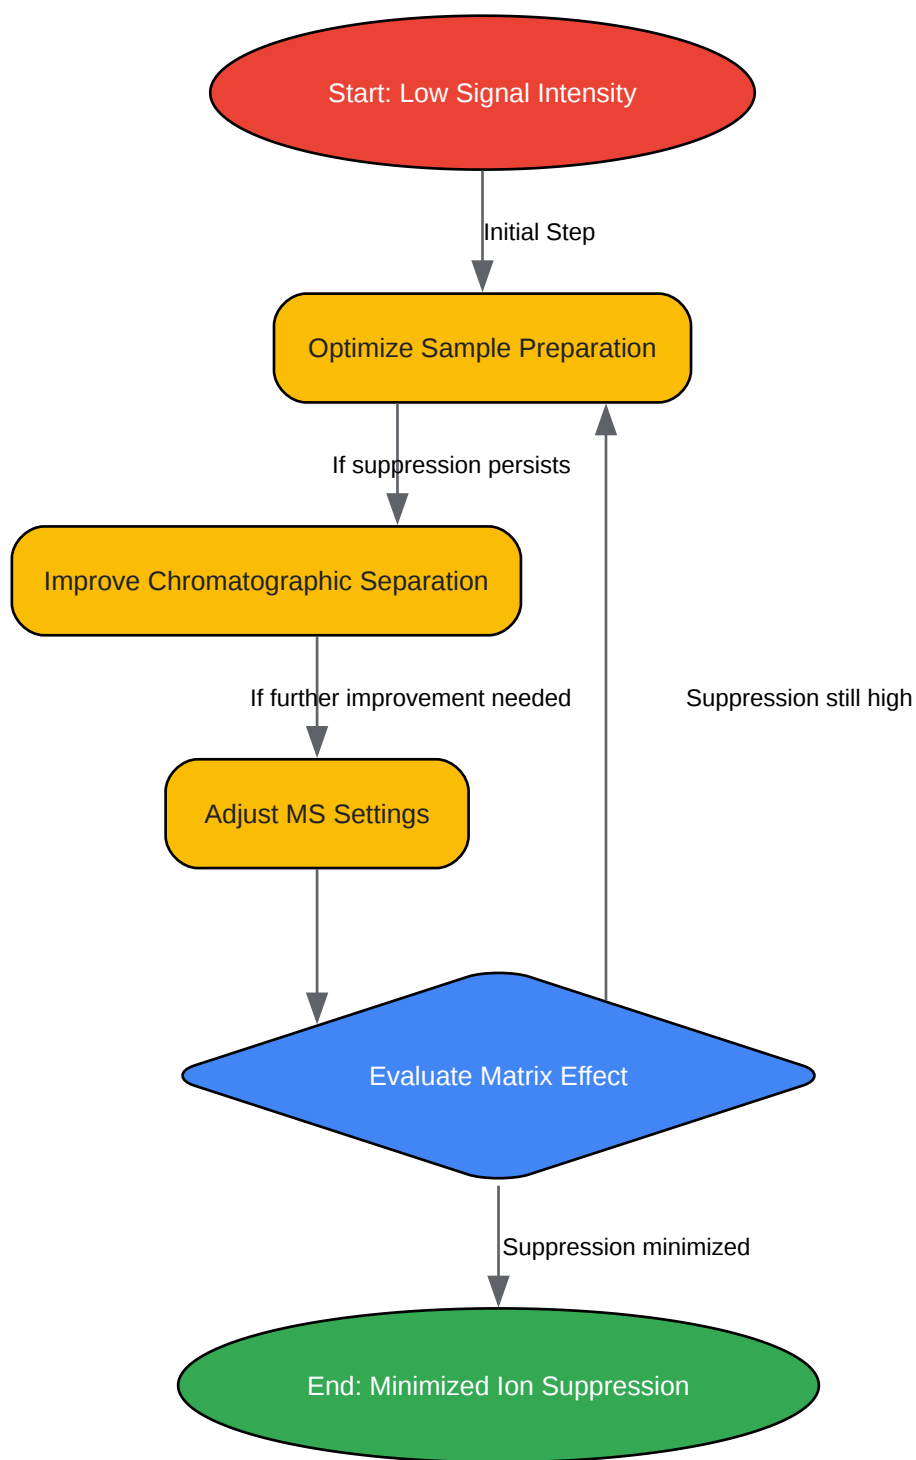 Start: Low Signal Intensity
Initial Step
Optimize Sample Preparation
If suppression persists
Improve Chromatographic Separation
If further improvement needed
Suppression still high
Adjust MS Settings
Evaluate Matrix Effect
Suppression minimized
End: Minimized Ion Suppression